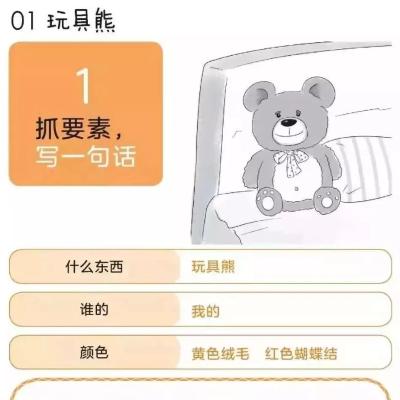 01 玩具熊
1
抓要素，
写一句话
什么东西 玩具熊
谁的 我的
颜色 黄色绒毛 红色蝴蝶结